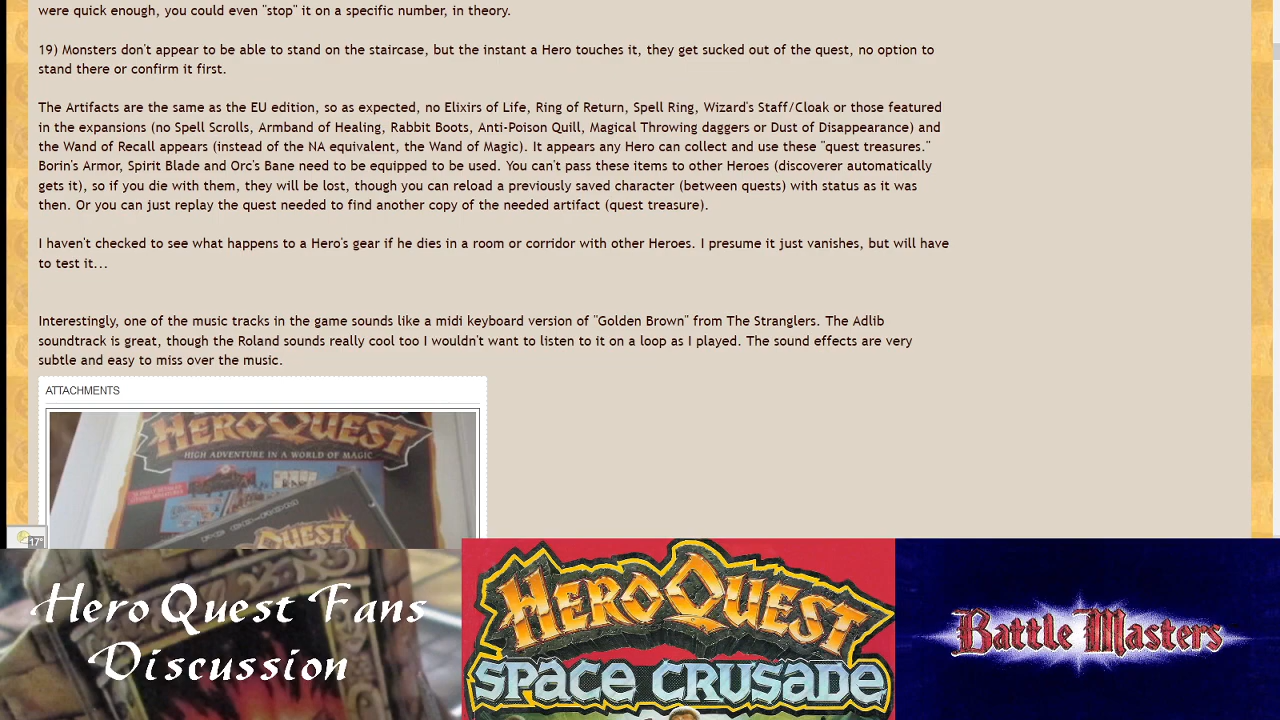 were quick enough, you could even "stop" it on a specific number, in theory.
19) Monsters don't appear to be able to stand on the staircase, but the instant a Hero touches it, they get sucked out of the quest, no option to
stand there or confirm it first.
The Artifacts are the same as the EU edition, so as expected, no Elixirs of Life, Ring of Return, Spell Ring, Wizard's Staff/Cloak or those featured
in the expansions (no Spell Scrolls, Armband of Healing, Rabbit Boots, Anti-Poison Quill, Magical Throwing daggers or Dust of Disappearance) and
the Wand of Recall appears (instead of the NA equivalent, the Wand of Magic). It appears any Hero can collect and use these "quest treasures."
Borin's Armor, Spirit Blade and Orc's Bane need to be equipped to be used. You can't pass these items to other Heroes (discoverer automatically
gets it), so if you die with them, they will be lost, though you can reload a previously saved character (between quests) with status as it was
then. Or you can just replay the quest needed to find another copy of the needed artifact (quest treasure).
I haven't checked to see what happens to a Hero's gear if he dies in a room or corridor with other Heroes. I presume it just vanishes, but will have
to test it...
Interestingly, one of the music tracks in the game sounds like a midi keyboard version of "Golden Brown" from The Stranglers. The Adlib
soundtrack is great, though the Roland sounds really cool too I wouldn't want to listen to it on a loop as I played. The sound effects are very
subtle and easy to miss over the music.
ATTACHMENTS
HEROQUEST
HIGH ADVENTURE IN A WORLD OF MAGIC
PC CD-ROM
QUEST
17°
HeroQuest Fans
Discussion
HEROQUEST
SPACE CRUSADE
Battle Masters